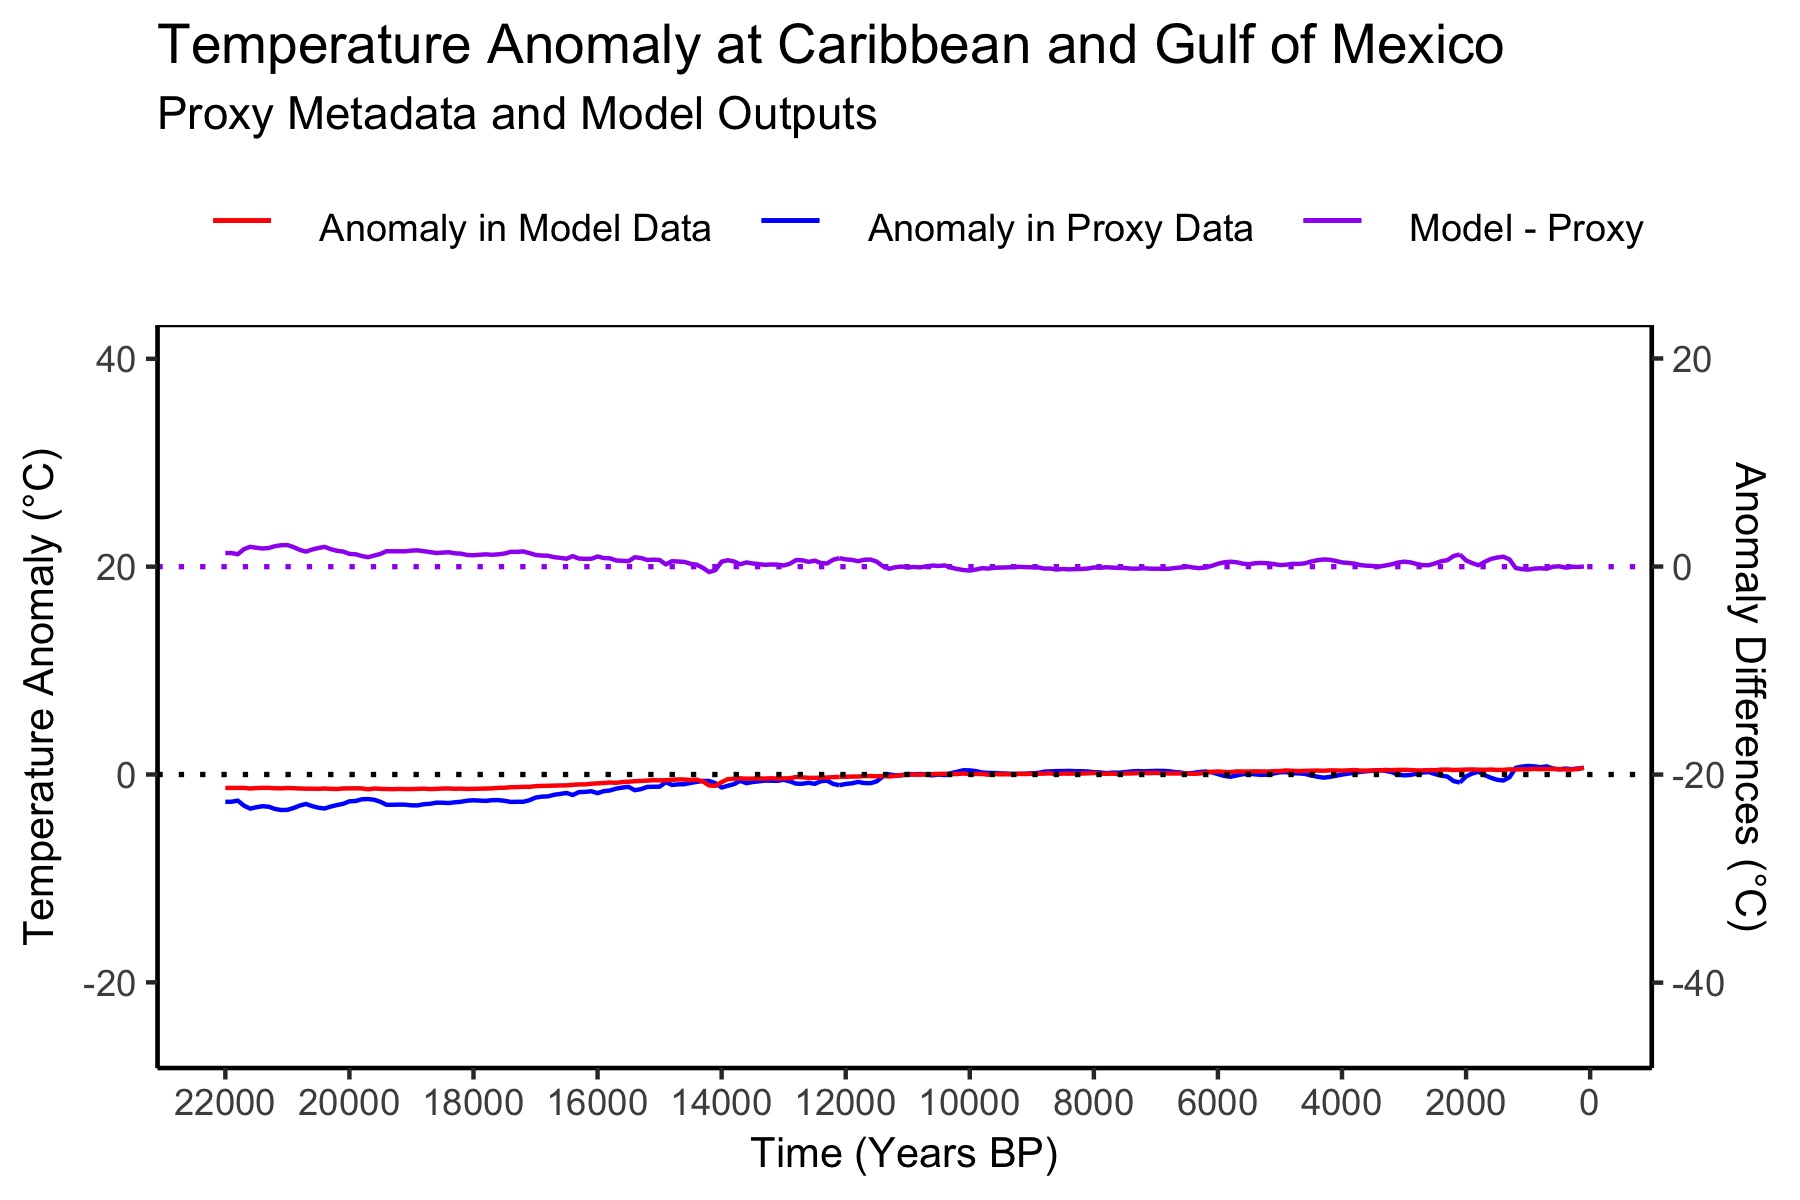 Temperature Anomaly at Caribbean and Gulf of Mexico
Proxy Metadata and Model Outputs
Anomaly in Model Data
Anomaly in Proxy Data
Model - Proxy
Temperature Anomaly (°C)
40
20
0
-20
20
0
-20
-40
Anomaly Differences (°C)
22000 20000 18000 16000 14000 12000 10000 8000 6000 4000 2000 0
Time (Years BP)